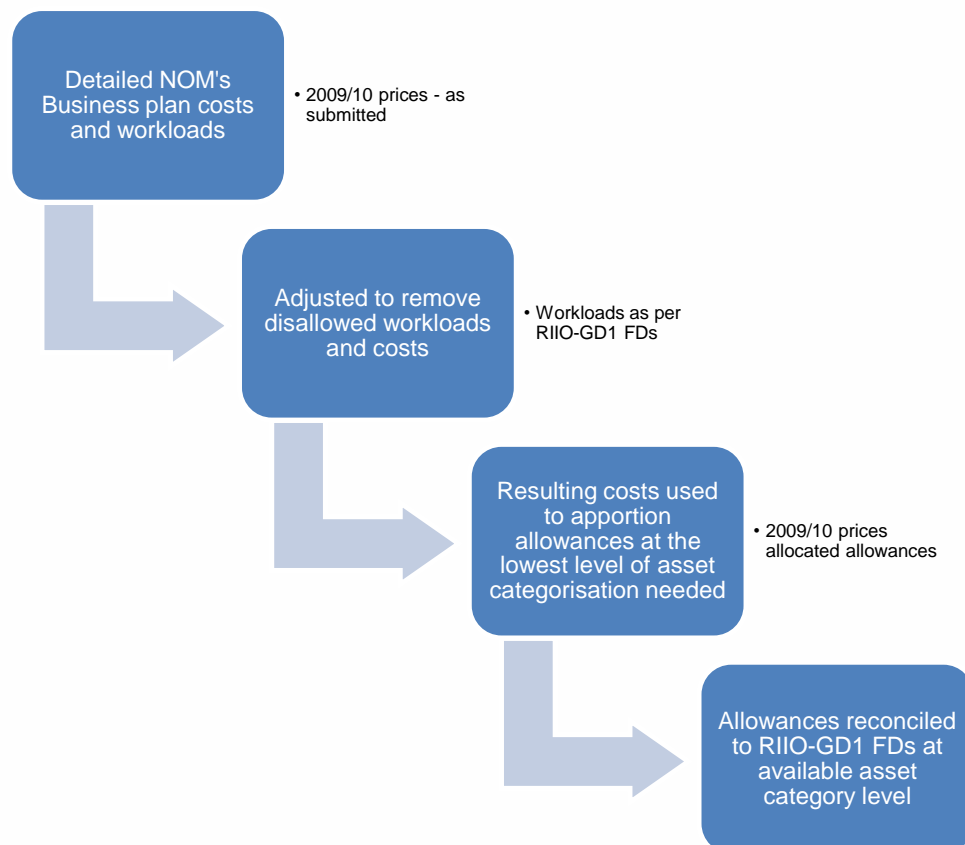 Detailed NOM's
Business plan costs
and workloads
• 2009/10 prices - as
submitted
Adjusted to remove
disallowed workloads
and costs
• Workloads as per
RIIO-GD1 FDs
Resulting costs used
to apportion
allowances at the
lowest level of asset
categorisation needed
• 2009/10 prices
allocated allowances
Allowances reconciled
to RIIO-GD1 FDs at
available asset
category level